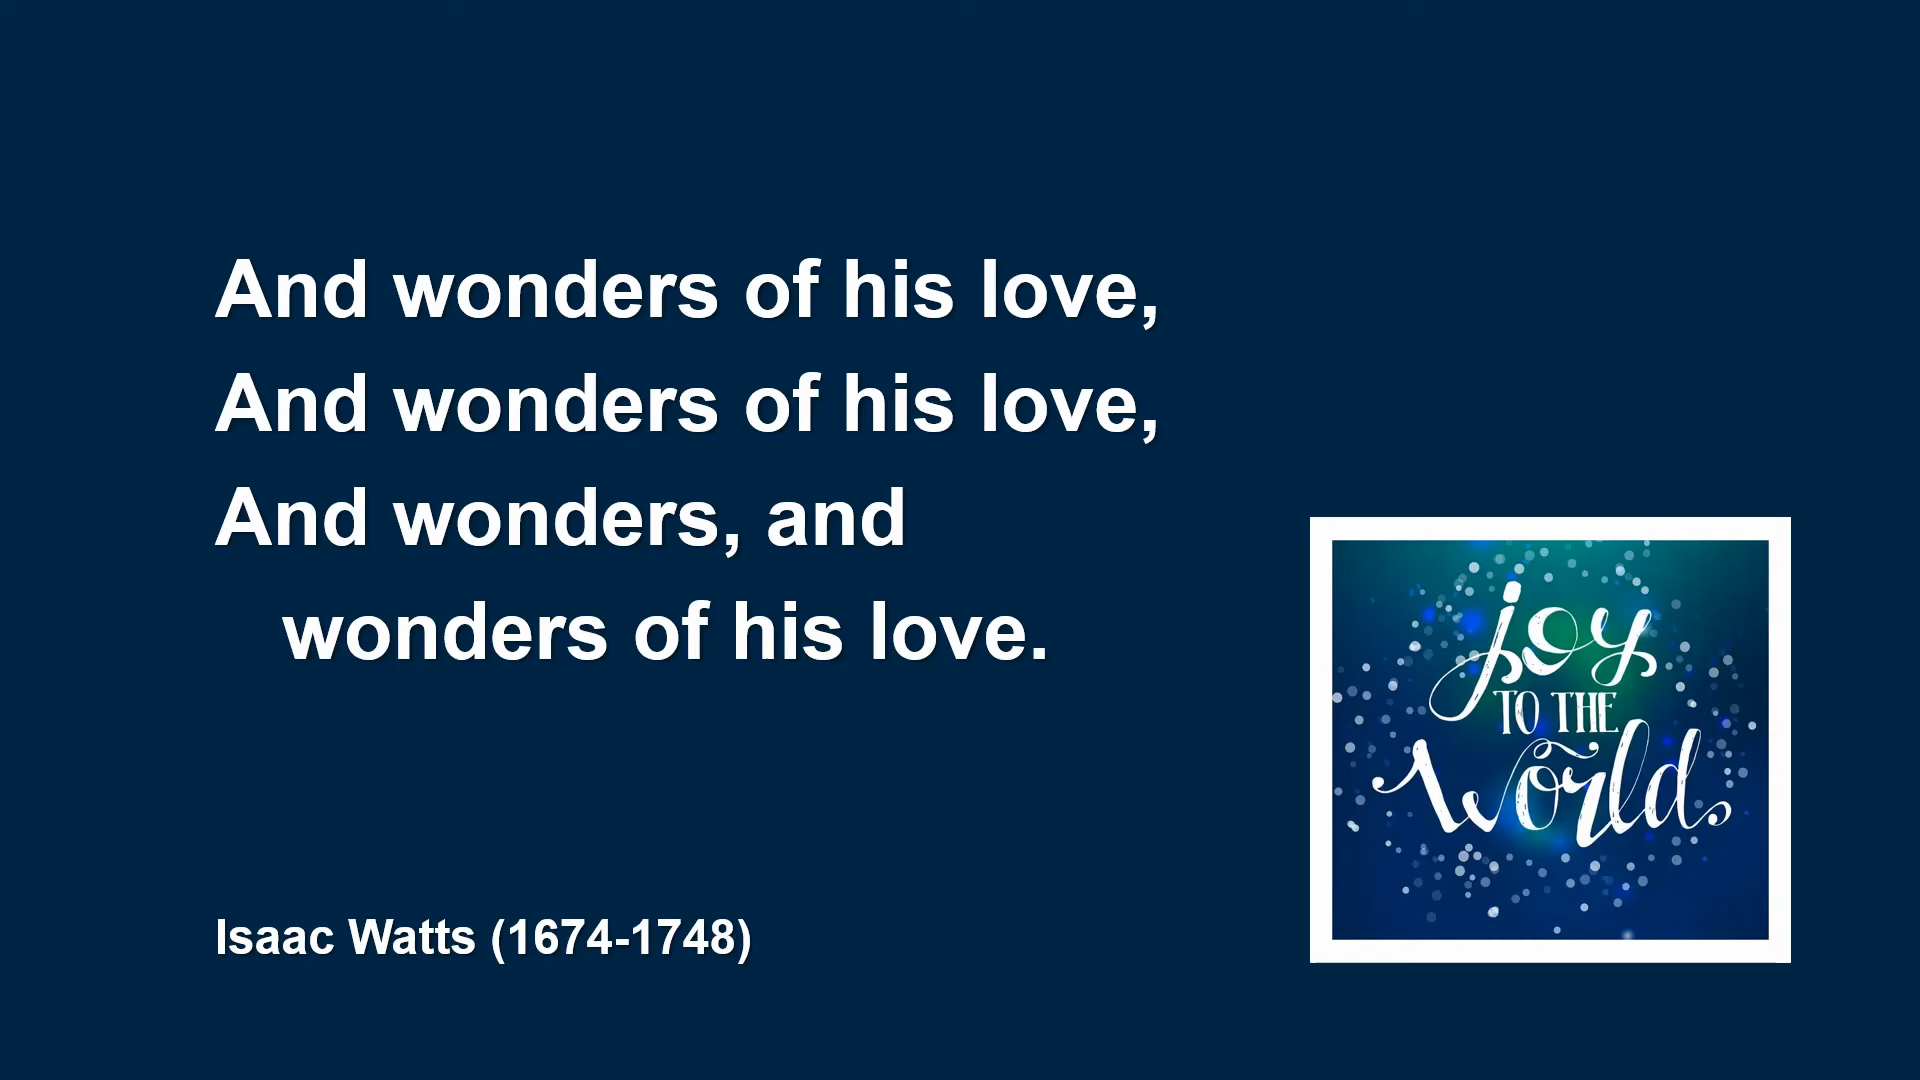 And wonders of his love,
And wonders of his love,
And wonders, and
wonders of his love.
joy
TO THE
World
Isaac Watts (1674-1748)